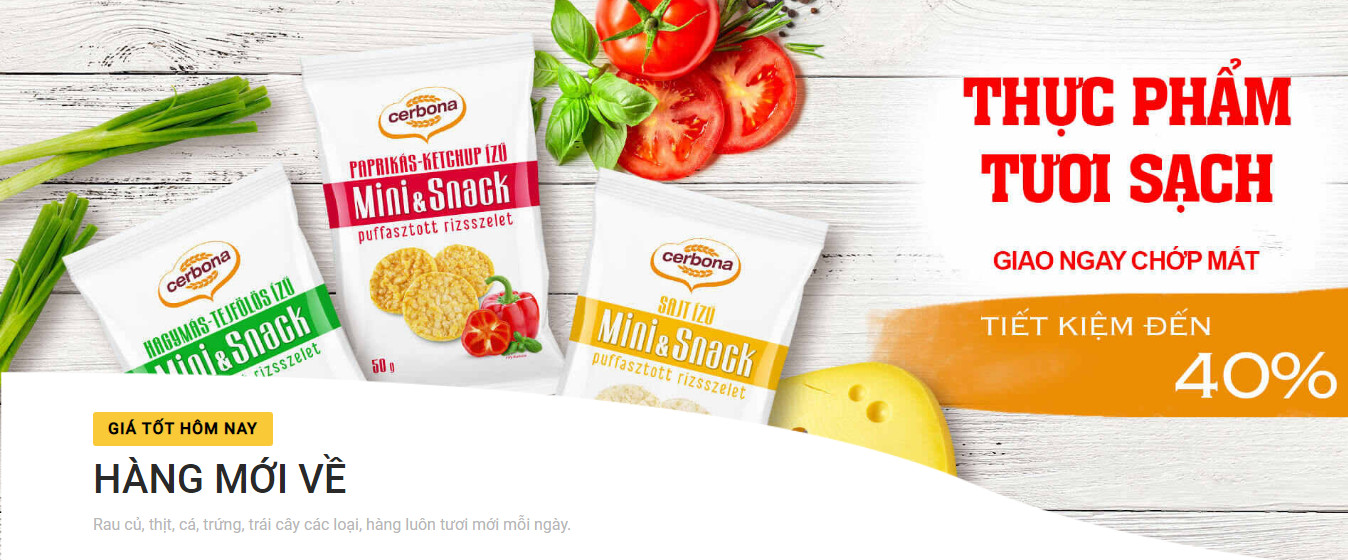 cerbona
PAPRIKÁS-KETCHUP ÍZŰ
Mini&Snack
puffasztott rizsszelet
50 g
cerbona
HAGYMÁS-TEJFÖLÖS ÍZŰ
Mini&Snack
rizsszelet
cerbona
SAJT ÍZŰ
Mini&Snack
puffasztott rizsszelet
THỰC PHẨM
TƯƠI SẠCH
GIAO NGAY CHỚP MẮT
TIẾT KIỆM ĐẾN
40%
GIÁ TỐT HÔM NAY
HÀNG MỚI VỀ
Rau củ, thịt, cá, trứng, trái cây các loại, hàng luôn tươi mới mỗi ngày.